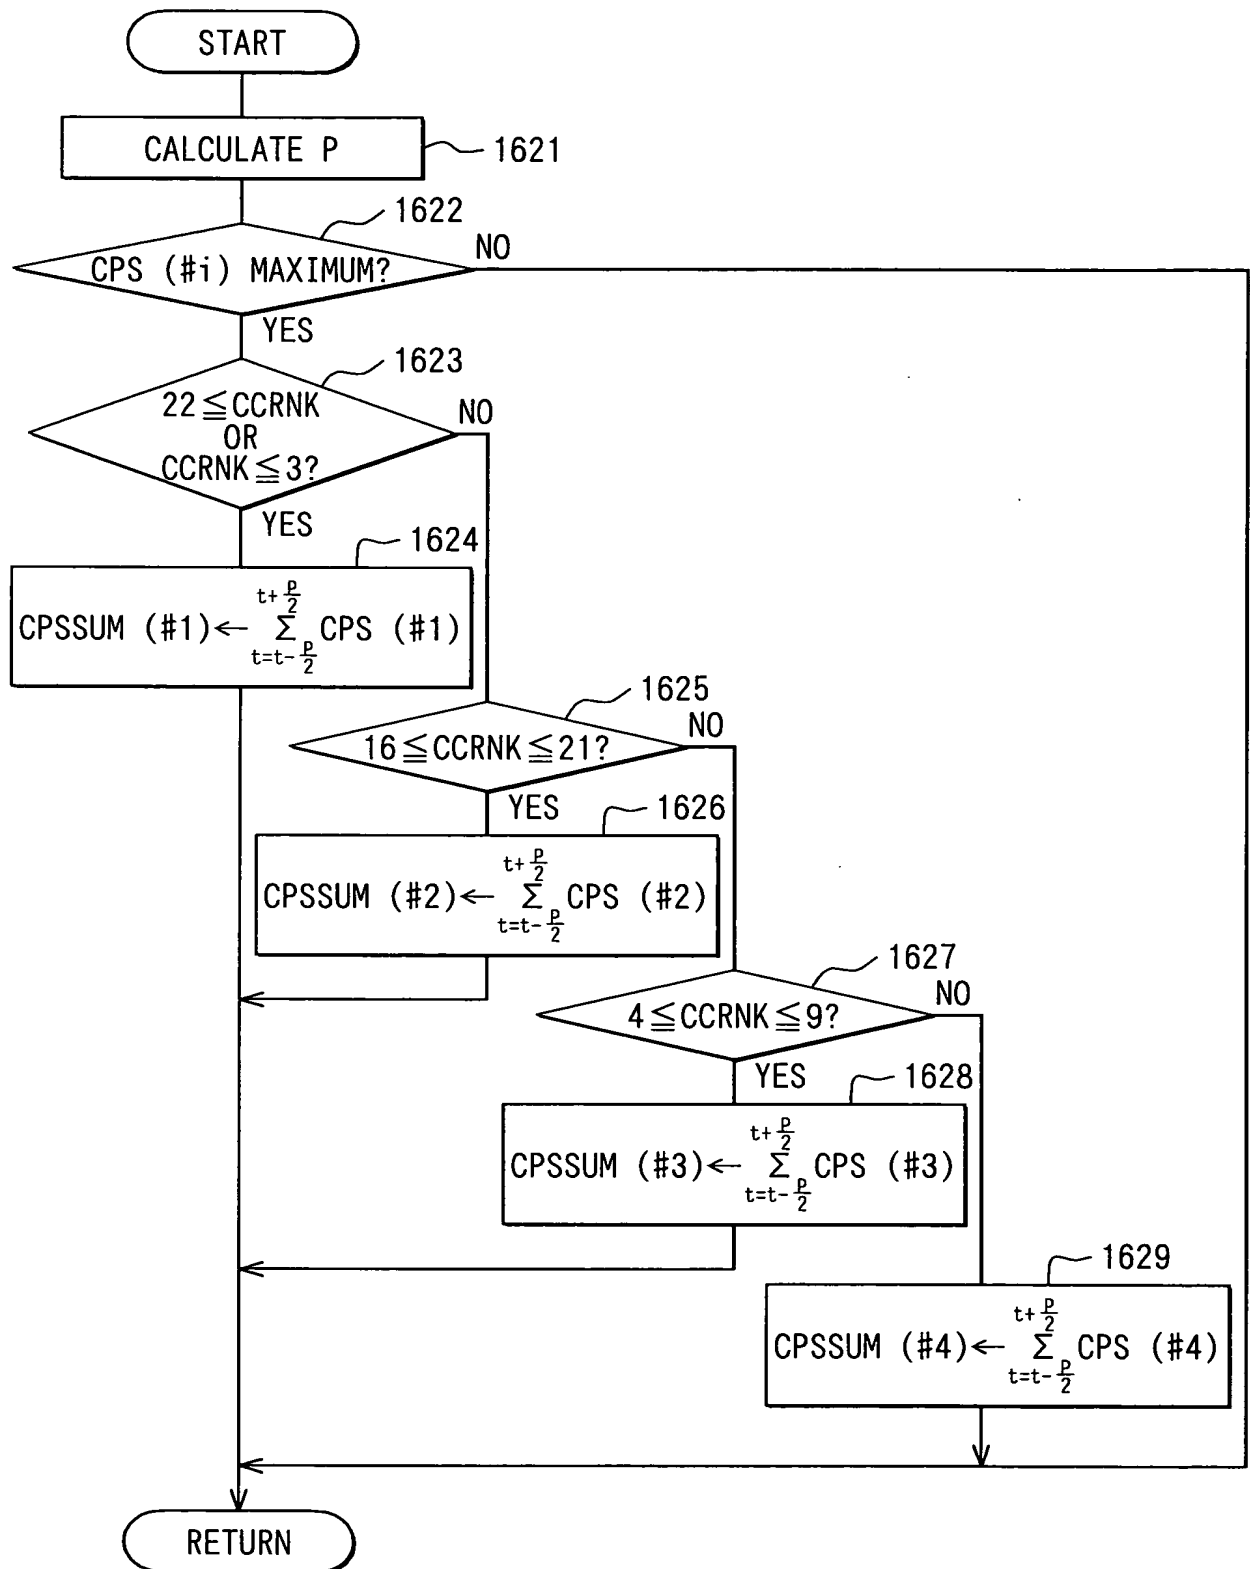 START
CALCULATE P
1621
1622
CPS (#i) MAXIMUM?
NO
YES
1623
22≦CCRNK
OR
CCRNK≦3?
NO
YES
1624
t+P/2
CPSSUM (#1)← Σ CPS (#1)
t=t-P/2
1625
16≦CCRNK≦21?
NO
YES
1626
t+P/2
CPSSUM (#2)← Σ CPS (#2)
t=t-P/2
1627
4≦CCRNK≦9?
NO
YES
1628
t+P/2
CPSSUM (#3)← Σ CPS (#3)
t=t-P/2
1629
t+P/2
CPSSUM (#4)← Σ CPS (#4)
t=t-P/2
RETURN